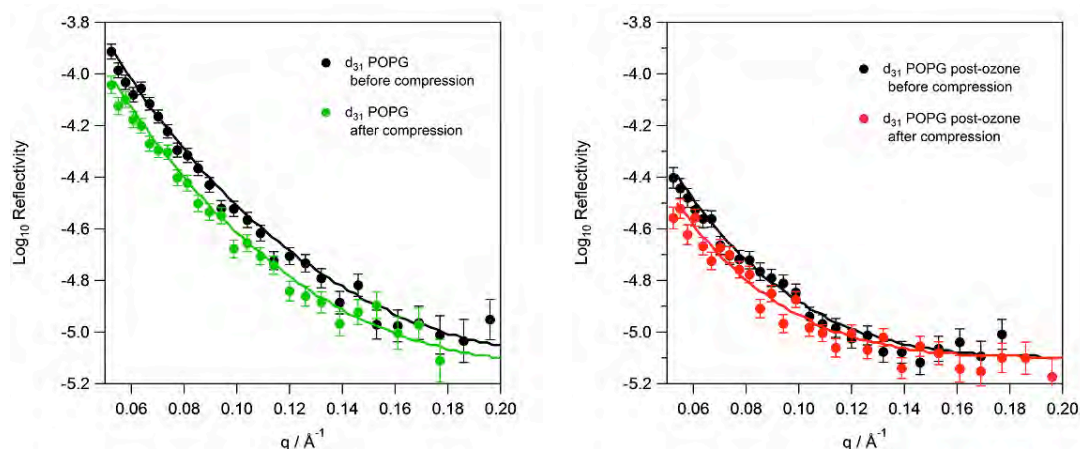 -3.8
-4.0
-4.2
-4.4
-4.6
-4.8
-5.0
-5.2
Log10 Reflectivity
d31 POPG
before compression
d31 POPG
after compression
0.06 0.08 0.10 0.12 0.14 0.16 0.18 0.20
q / Å-1
-3.8
-4.0
-4.2
-4.4
-4.6
-4.8
-5.0
-5.2
Log10 Reflectivity
d31 POPG post-ozone
before compression
d31 POPG post-ozone
after compression
0.06 0.08 0.10 0.12 0.14 0.16 0.18 0.20
q / Å-1